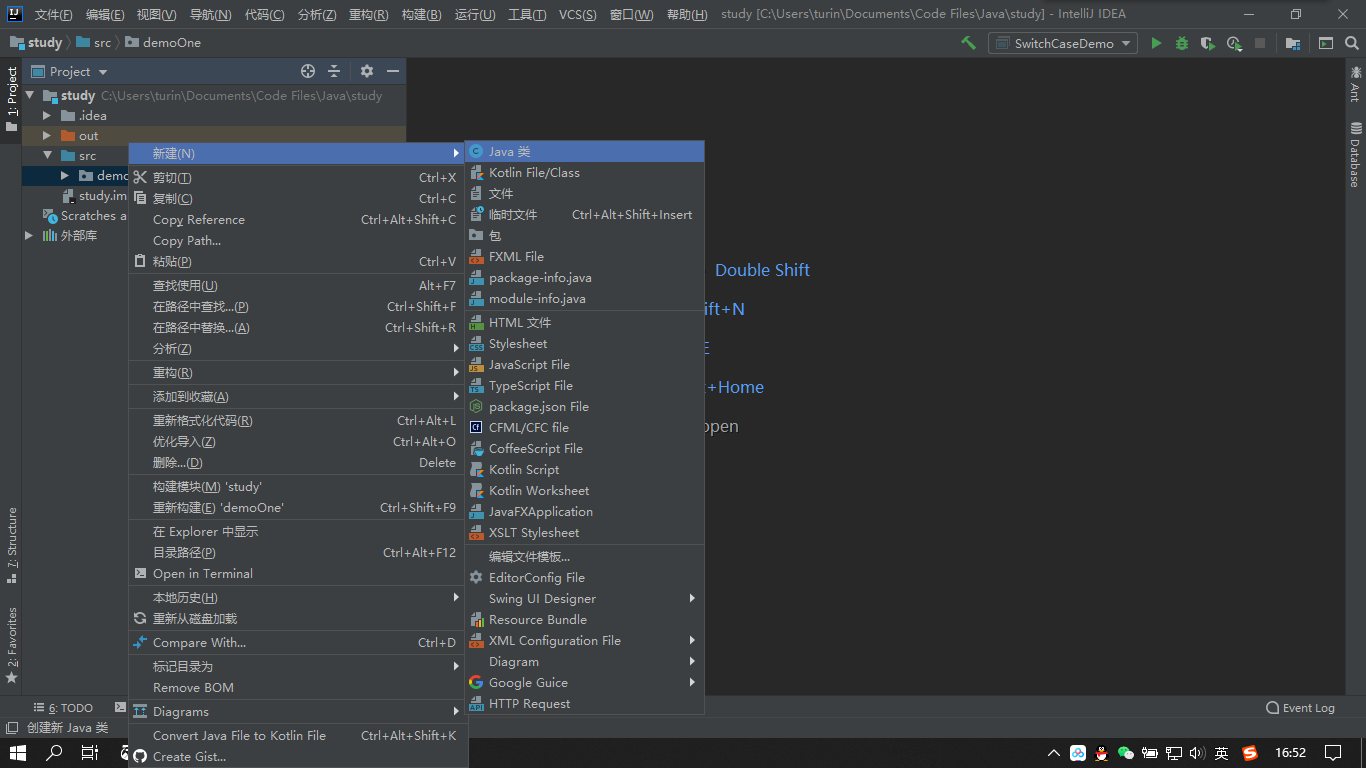 文件(F) 编辑(E) 视图(V) 导航(N) 代码(C) 分析(Z) 重构(R) 构建(B) 运行(U) 工具(T) VCS(S) 窗口(W) 帮助(H) study [C:\Users\turin\Documents\Code Files\Java\study] - IntelliJ IDEA
study src demoOne SwitchCaseDemo
1: Project
Project
study C:\Users\turin\Documents\Code Files\Java\study
.idea
out
src
demo
study.im
Scratches a
外部库
7: Structure
2: Favorites
新建(N)
剪切(T) Ctrl+X
复制(C) Ctrl+C
Copy Reference Ctrl+Alt+Shift+C
Copy Path...
粘贴(P) Ctrl+V
查找使用(U) Alt+F7
在路径中查找...(P) Ctrl+Shift+F
在路径中替换...(A) Ctrl+Shift+R
分析(Z)
重构(R)
添加到收藏(A)
重新格式化代码(R) Ctrl+Alt+L
优化导入(Z) Ctrl+Alt+O
删除...(D) Delete
构建模块(M) 'study'
重新构建(E) 'demoOne' Ctrl+Shift+F9
在 Explorer 中显示
目录路径(P) Ctrl+Alt+F12
Open in Terminal
本地历史(H)
重新从磁盘加载
Compare With... Ctrl+D
标记目录为
Remove BOM
Diagrams
Convert Java File to Kotlin File Ctrl+Alt+Shift+K
Create Gist...
Java 类
Kotlin File/Class
文件
临时文件 Ctrl+Alt+Shift+Insert
包
FXML File
package-info.java
module-info.java
HTML 文件
Stylesheet
JavaScript File
TypeScript File
package.json File
CFML/CFC file
CoffeeScript File
Kotlin Script
Kotlin Worksheet
JavaFXApplication
XSLT Stylesheet
编辑文件模板...
EditorConfig File
Swing UI Designer
Resource Bundle
XML Configuration File
Diagram
Google Guice
HTTP Request
Double Shift
ift+N
E
t+Home
open
Ant
Database
6: TODO
Event Log
创建新 Java 类
英 16:52